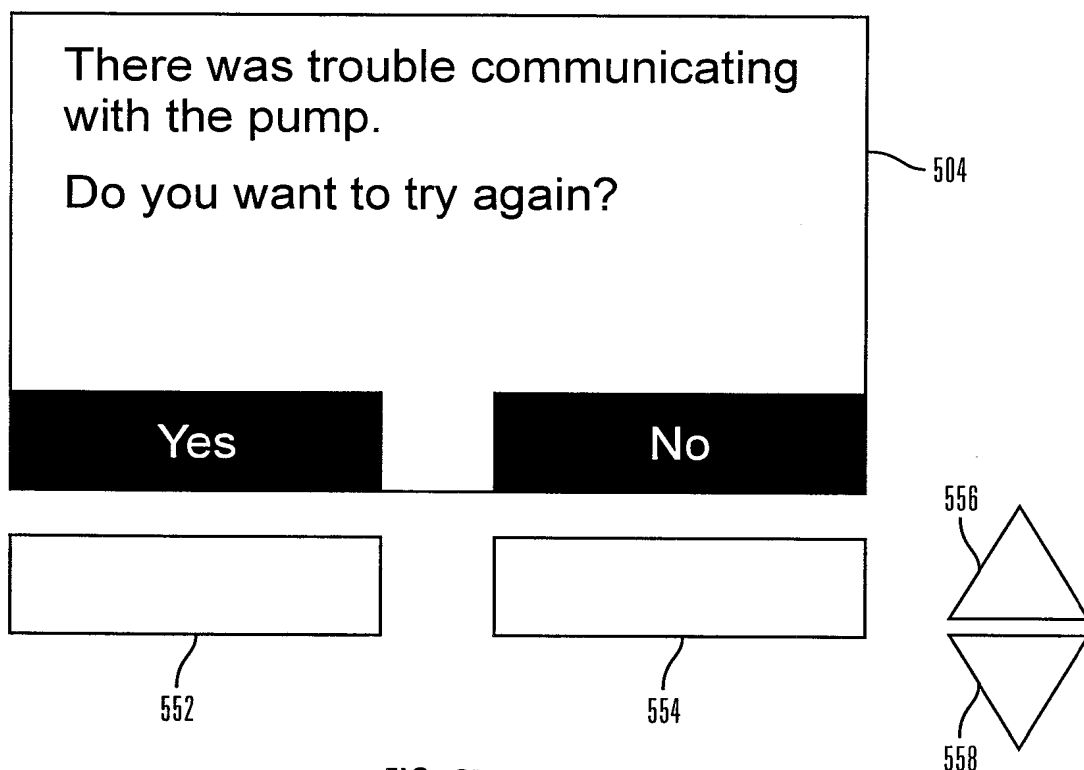 There was trouble communicating
with the pump.
Do you want to try again?
504
Yes
No
556
552
554
558